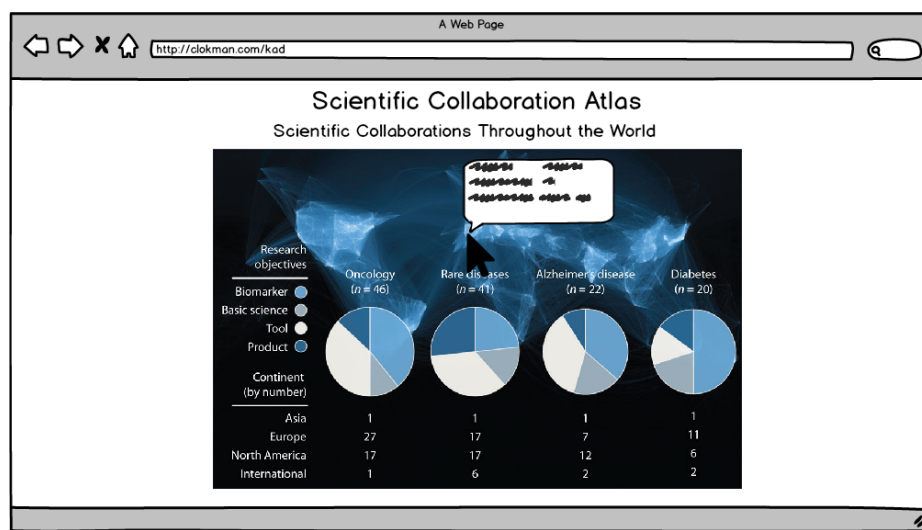 A Web Page
http://clokman.com/kad
Scientific Collaboration Atlas
Scientific Collaborations Throughout the World
Research
objectives
Biomarker
Basic science
Tool
Product
Oncology
(n = 46)
Rare diseases
(n = 41)
Alzheimer's disease
(n = 22)
Diabetes
(n = 20)
Continent
(by number)
Asia 1 1 1 1
Europe 27 17 7 11
North America 17 17 12 6
International 1 6 2 2